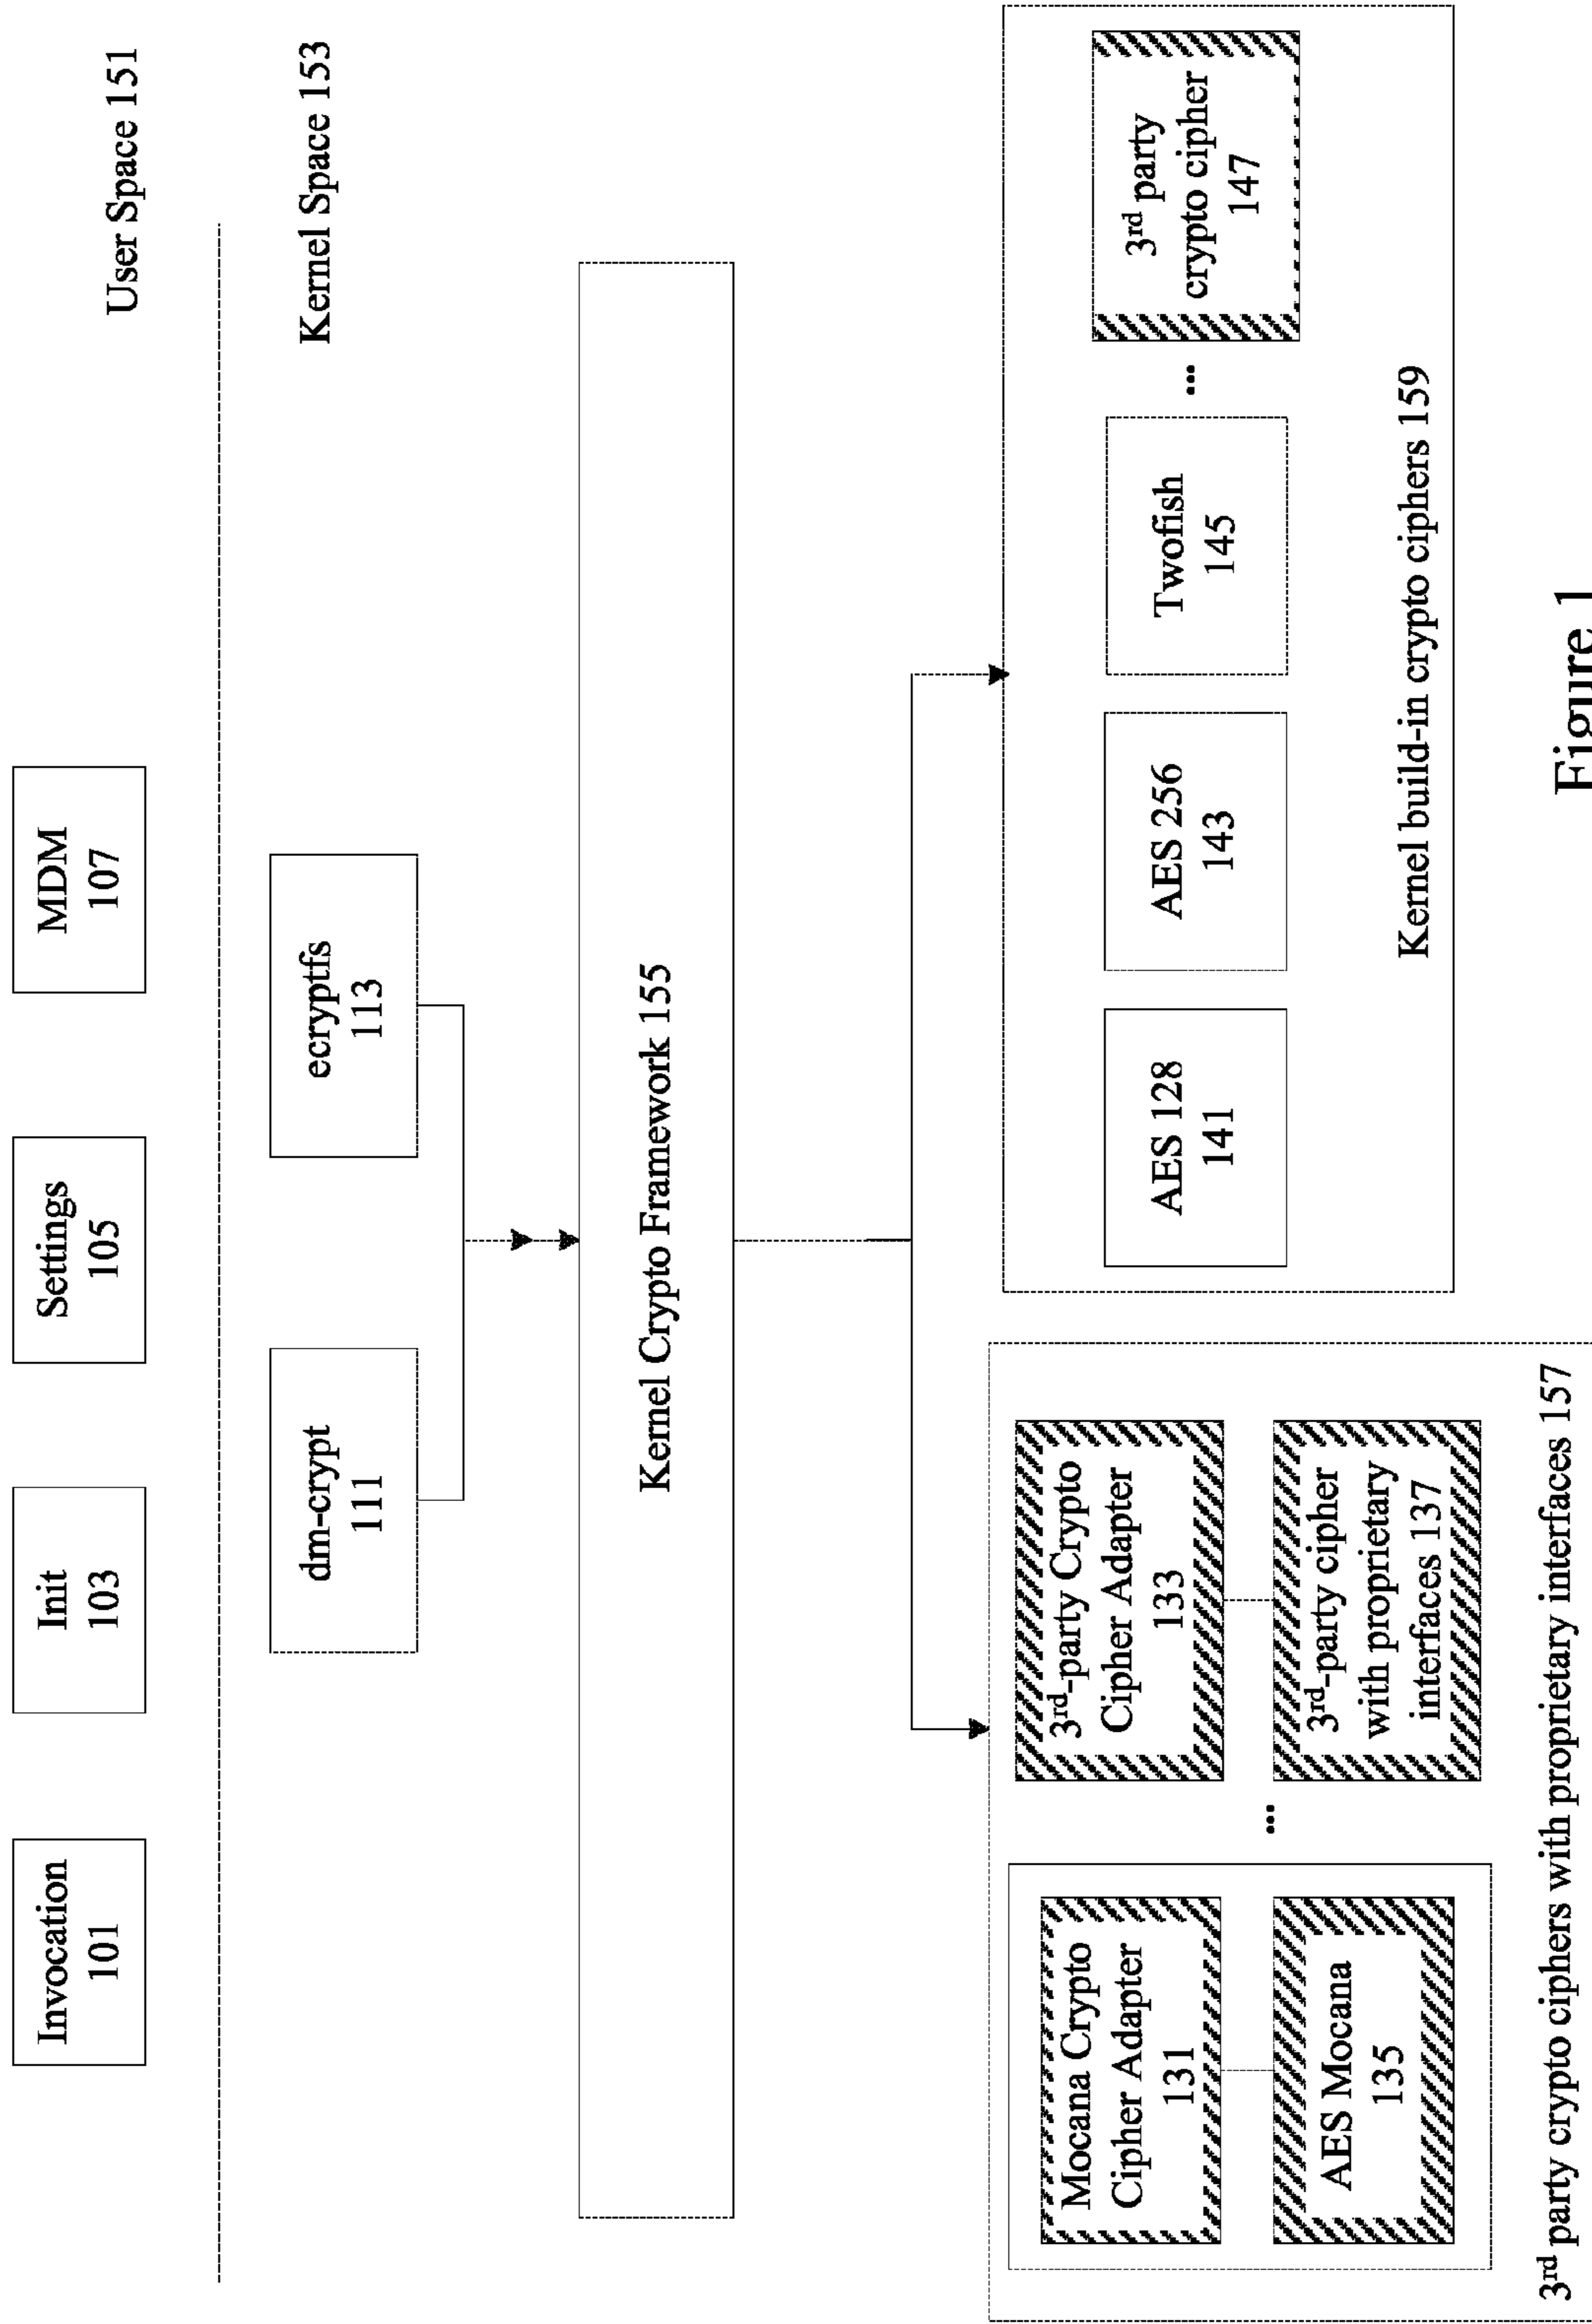 Invocation
101
Init
103
Settings
105
MDM
107
User Space 151
Kernel Space 153
dm-crypt
111
ecryptfs
113
Kernel Crypto Framework 155
Mocana Crypto
Cipher Adapter
131
AES Mocana
135
...
3rd-party Crypto
Cipher Adapter
133
3rd-party cipher
with proprietary
interfaces 137
3rd party crypto ciphers with proprietary interfaces 157
AES 128
141
AES 256
143
Twofish
145
...
3rd party
crypto cipher
147
Kernel build-in crypto ciphers 159
Figure 1